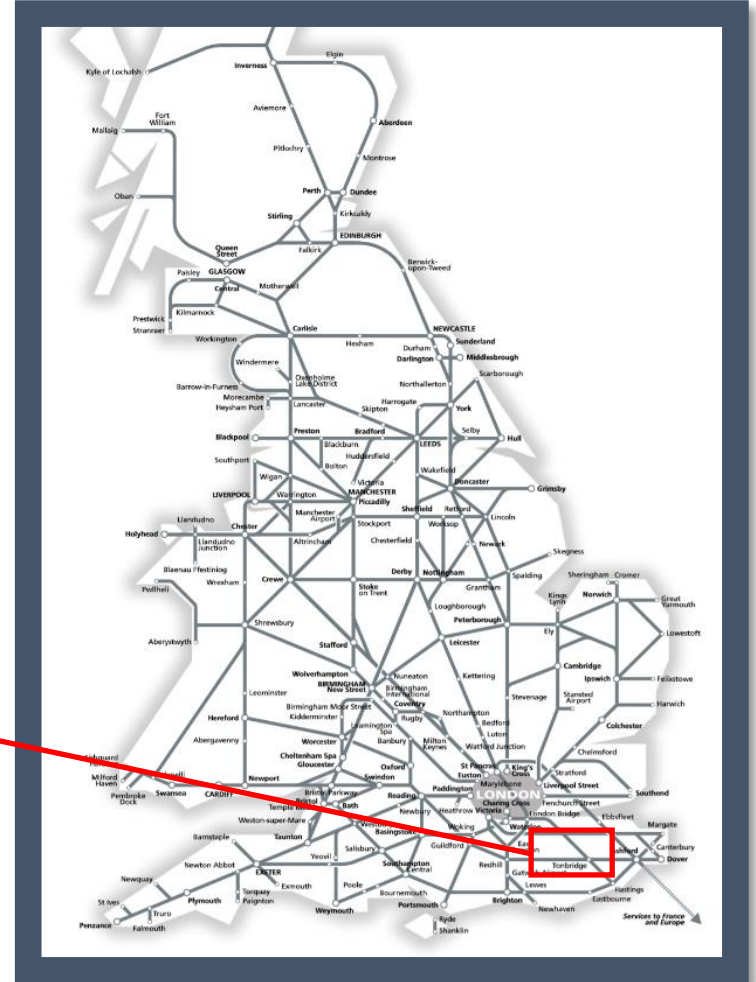 Elgin
Inverness
Kyle of Lochalsh
Aviemore
Fort
William
Aberdeen
Mallaig
Pitlochry
Montrose
Perth
Dundee
Oban
Stirling
Kirkcaldy
EDINBURGH
Queen
Street
Falkirk
Berwick-
upon-Tweed
Paisley
GLASGOW
Central
Motherwell
Prestwick
Kilmarnock
Stranraer
Carlisle
NEWCASTLE
Workington
Hexham
Sunderland
Durham
Windermere
Darlington
Middlesbrough
Oxenholme
Lake District
Scarborough
Barrow-in-Furness
Northallerton
Morecambe
Heysham Port
Lancaster
Harrogate
York
Skipton
Blackpool
Preston
Bradford
Selby
Blackburn
LEEDS
Hull
Southport
Huddersfield
Bolton
Wakefield
Wigan
Victoria
Doncaster
Grimsby
LIVERPOOL
Warrington
MANCHESTER
Piccadilly
Manchester
Airport
Sheffield
Retford
Lincoln
Llandudno
Chester
Stockport
Worksop
Holyhead
Llandudno
Junction
Altrincham
Chesterfield
Newark
Skegness
Blaenau Ffestiniog
Wrexham
Crewe
Stoke
on Trent
Derby
Nottingham
Grantham
Spalding
Sheringham
Cromer
Pwllheli
Kings
Lynn
Norwich
Great
Yarmouth
Loughborough
Peterborough
Shrewsbury
Ely
Lowestoft
Aberystwyth
Stafford
Leicester
Cambridge
Wolverhampton
Nuneaton
Kettering
Ipswich
Felixstowe
BIRMINGHAM
New Street
Birmingham
International
Stevenage
Stansted
Airport
Leominster
Birmingham Moor Street
Coventry
Harwich
Hereford
Kidderminster
Rugby
Northampton
Leamington
Spa
Bedford
Colchester
Abergavenny
Worcester
Banbury
Milton
Keynes
Luton
Watford Junction
Chelmsford
Cheltenham Spa
Gloucester
Oxford
St Pancras
King's
Cross
Euston
Stratford
Milford
Haven
Newport
Swindon
Marylebone
Liverpool Street
Pembroke
Dock
Swansea
CARDIFF
Bristol Parkway
Paddington
LONDON
Southend
Bristol
Temple
Bath
Reading
Charing Cross
Fenchurch Street
Newbury
Heathrow
Victoria
London Bridge
Ebbsfleet
Weston-super-Mare
Basingstoke
Woking
Waterloo
Margate
Barnstaple
Taunton
Guildford
Canterbury
Salisbury
Yeovil
Redhill
Tonbridge
Dover
Newton Abbot
EXETER
Southampton
Central
Newquay
Exmouth
Poole
Lewes
Hastings
Torquay
Paignton
Bournemouth
Eastbourne
St Ives
Plymouth
Weymouth
Portsmouth
Brighton
Newhaven
Truro
Penzance
Falmouth
Ryde
Shanklin
Services to France
and Europe